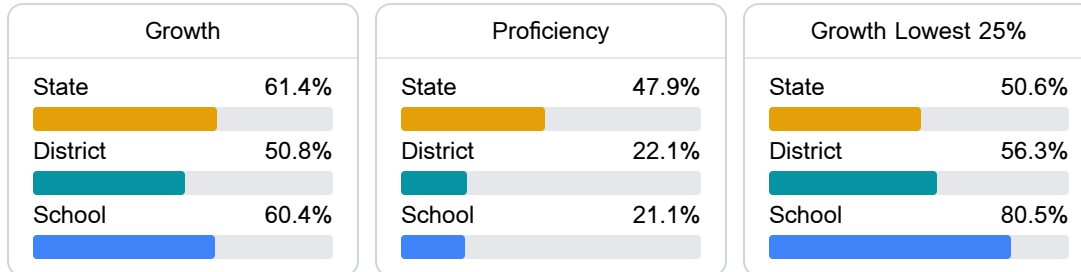 Growth
State 61.4%
District 50.8%
School 60.4%
Proficiency
State 47.9%
District 22.1%
School 21.1%
Growth Lowest 25%
State 50.6%
District 56.3%
School 80.5%